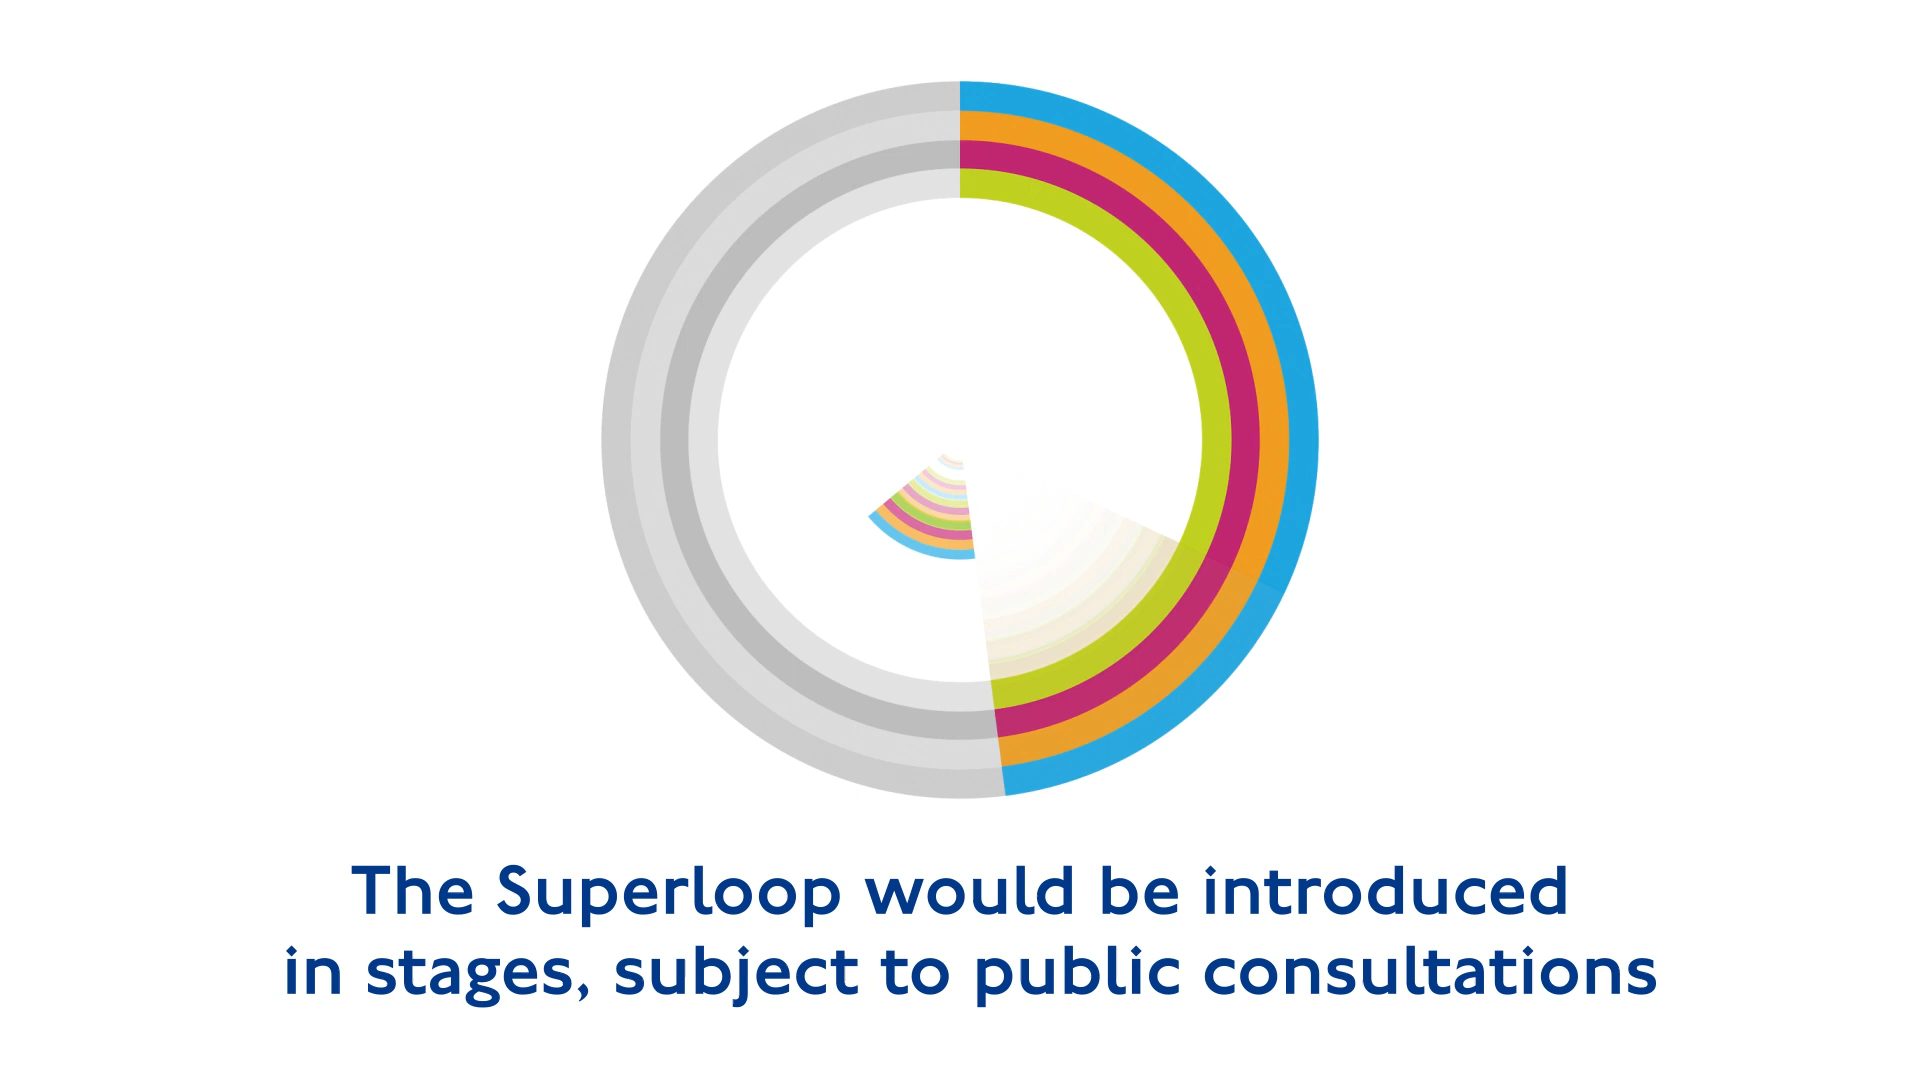 The Superloop would be introduced
in stages, subject to public consultations